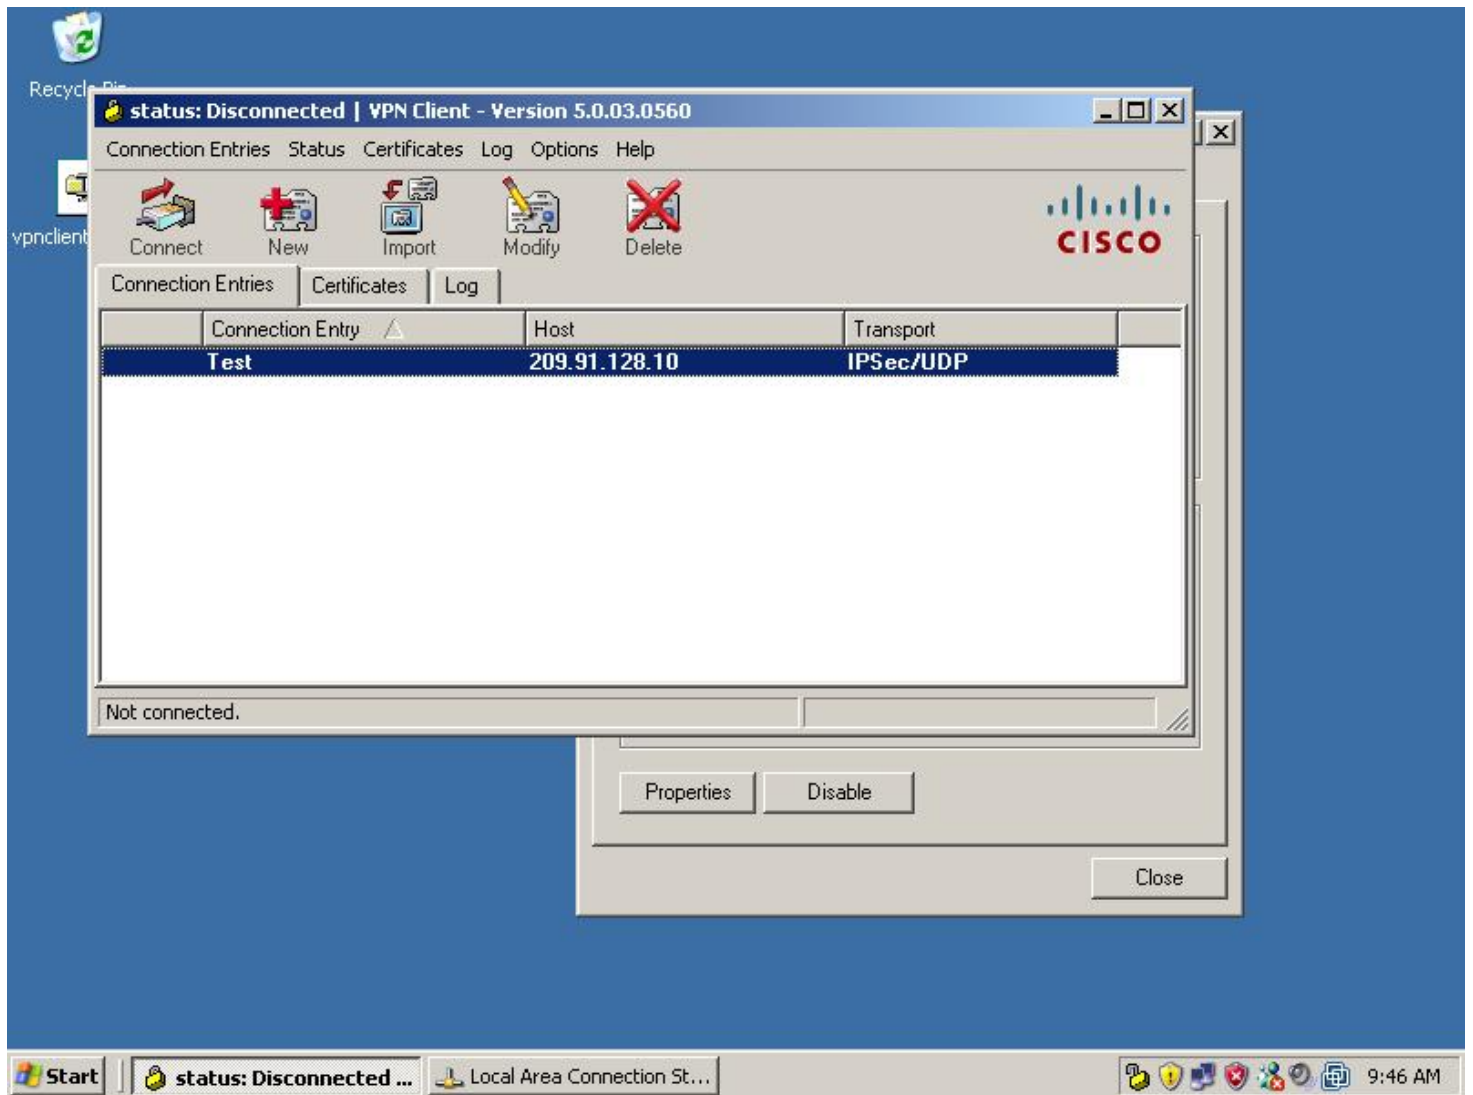 Recycle Bin
status: Disconnected | VPN Client - Version 5.0.03.0560
Connection Entries Status Certificates Log Options Help
vpnclient
Connect New Import Modify Delete
CISCO
Connection Entries Certificates Log
Connection Entry Host Transport
Test 209.91.128.10 IPSec/UDP
Not connected.
Properties Disable
Close
Start status: Disconnected ... Local Area Connection St... 9:46 AM